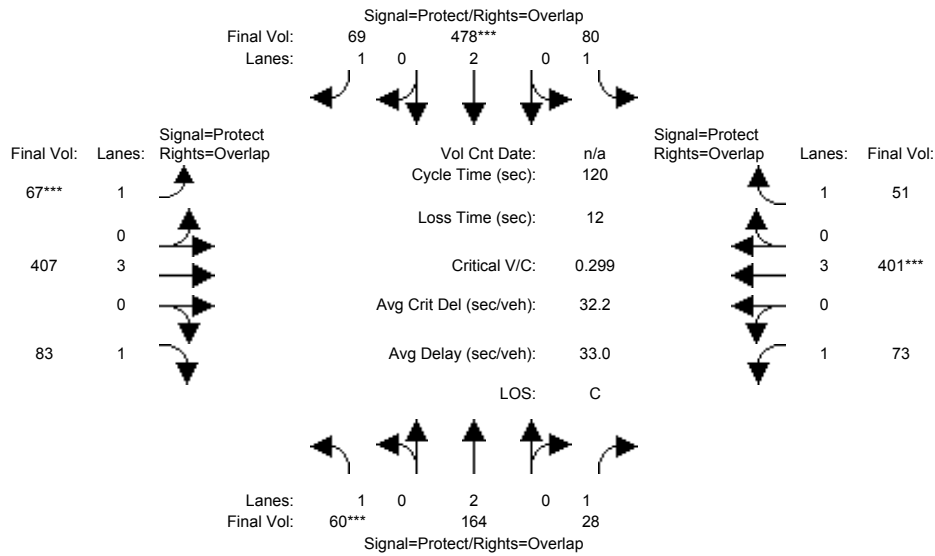 Signal=Protect/Rights=Overlap
Final Vol: 69 478*** 80
Lanes: 1 0 2 0 1
Signal=Protect
Final Vol: Lanes: Rights=Overlap
Vol Cnt Date: n/a
Signal=Protect
Rights=Overlap Lanes: Final Vol:
Cycle Time (sec): 120
67*** 1
1 51
Loss Time (sec): 12
0
0
407 3
Critical V/C: 0.299
3 401***
0
Avg Crit Del (sec/veh): 32.2
0
83 1
Avg Delay (sec/veh): 33.0
1 73
LOS: C
Lanes: 1 0 2 0 1
Final Vol: 60*** 164 28
Signal=Protect/Rights=Overlap